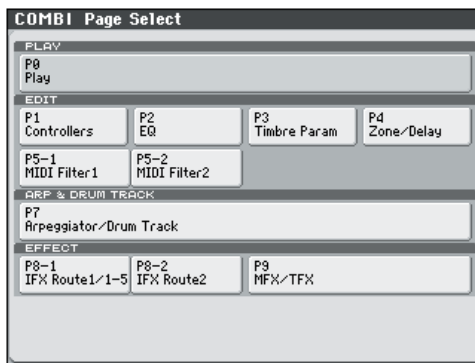 COMBI Page Select
PLAY
P0
Play
EDIT
P1
Controllers
P2
EQ
P3
Timbre Param
P4
Zone/Delay
P5-1
MIDI Filter1
P5-2
MIDI Filter2
ARP & DRUM TRACK
P7
Arpeggiator/Drum Track
EFFECT
P8-1
IFX Route1/1-5
P8-2
IFX Route2
P9
MFX/TFX